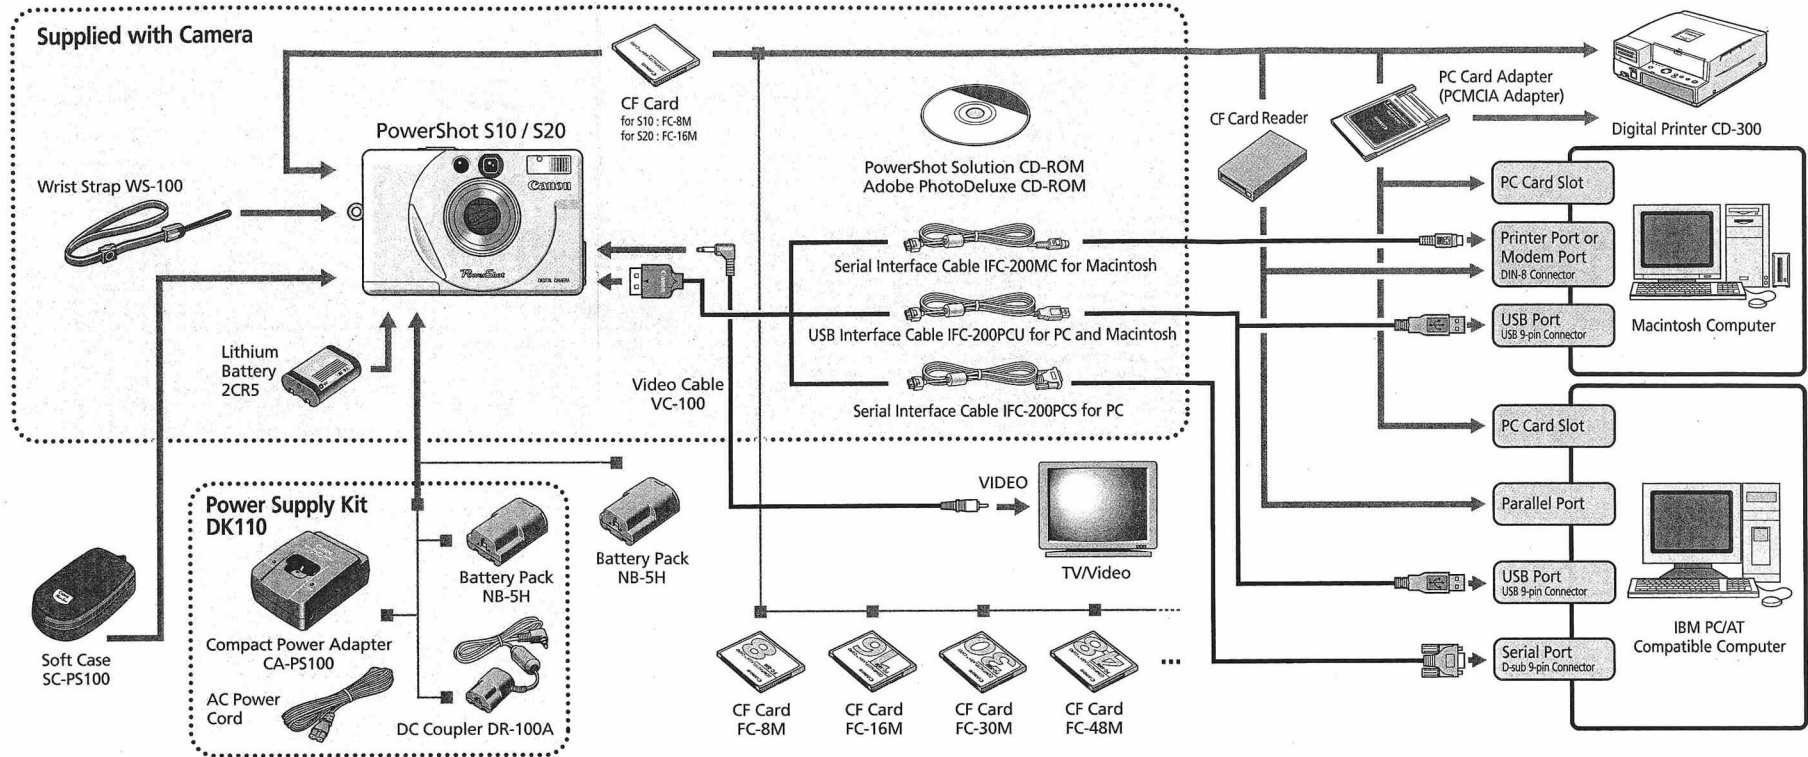 Supplied with Camera
CF Card
for S10 : FC-8M
for S20 : FC-16M
PowerShot S10 / S20
Canon
PowerShot
DIGITAL CAMERA
Wrist Strap WS-100
Lithium
Battery
2CR5
Video Cable
VC-100
PowerShot Solution CD-ROM
Adobe PhotoDeluxe CD-ROM
Serial Interface Cable IFC-200MC for Macintosh
USB Interface Cable IFC-200PCU for PC and Macintosh
Serial Interface Cable IFC-200PCS for PC
CF Card Reader
PC Card Adapter
(PCMCIA Adapter)
Digital Printer CD-300
PC Card Slot
Printer Port or
Modem Port
DIN-8 Connector
USB Port
USB 9-pin Connector
Macintosh Computer
PC Card Slot
Parallel Port
USB Port
USB 9-pin Connector
Serial Port
D-sub 9-pin Connector
IBM PC/AT
Compatible Computer
Soft Case
SC-PS100
Power Supply Kit
DK110
Compact Power Adapter
CA-PS100
AC Power
Cord
Battery Pack
NB-5H
DC Coupler DR-100A
Battery Pack
NB-5H
VIDEO
TV/Video
8
16
30
48
CF Card
FC-8M
CF Card
FC-16M
CF Card
FC-30M
CF Card
FC-48M
...